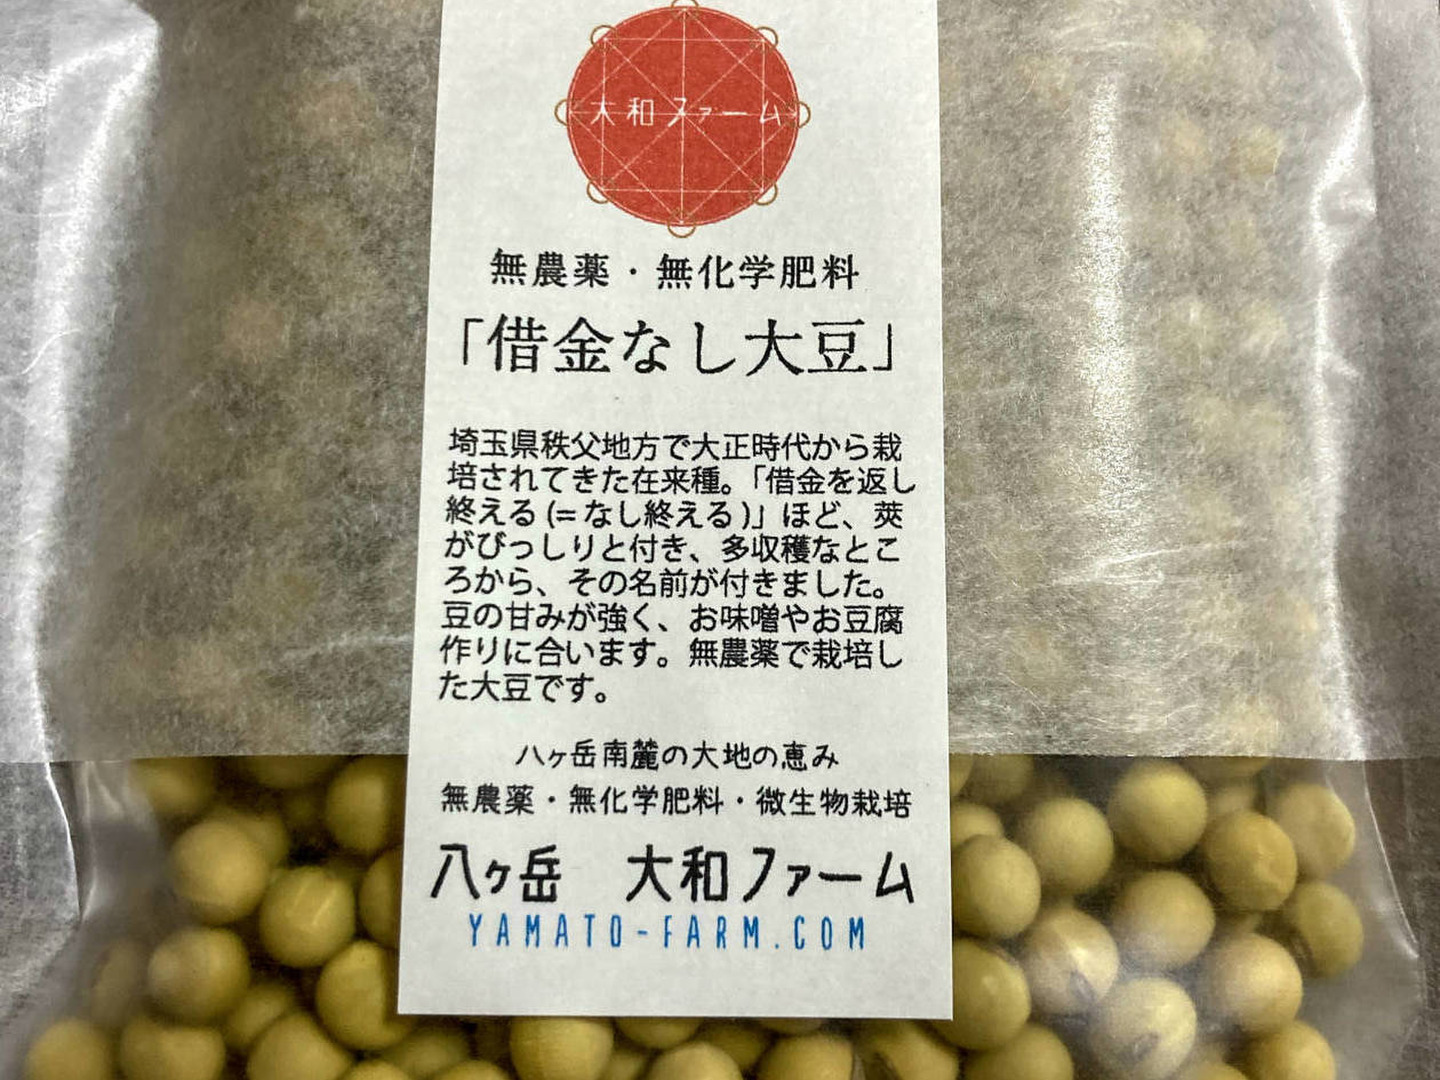 大和ファーム
無農薬・無化学肥料
「借金なし大豆」
埼玉県秩父地方で大正時代から栽
培されてきた在来種。「借金を返し
終える(=なし終える)」ほど、莢
がびっしりと付き、多収穫なとこ
ろから、その名前が付きました。
豆の甘みが強く、お味噌やお豆腐
作りに合います。無農薬で栽培し
た大豆です。
八ヶ岳南麓の大地の恵み
無農薬・無化学肥料・微生物栽培
八ヶ岳　大和ファーム
YAMATO-FARM.COM